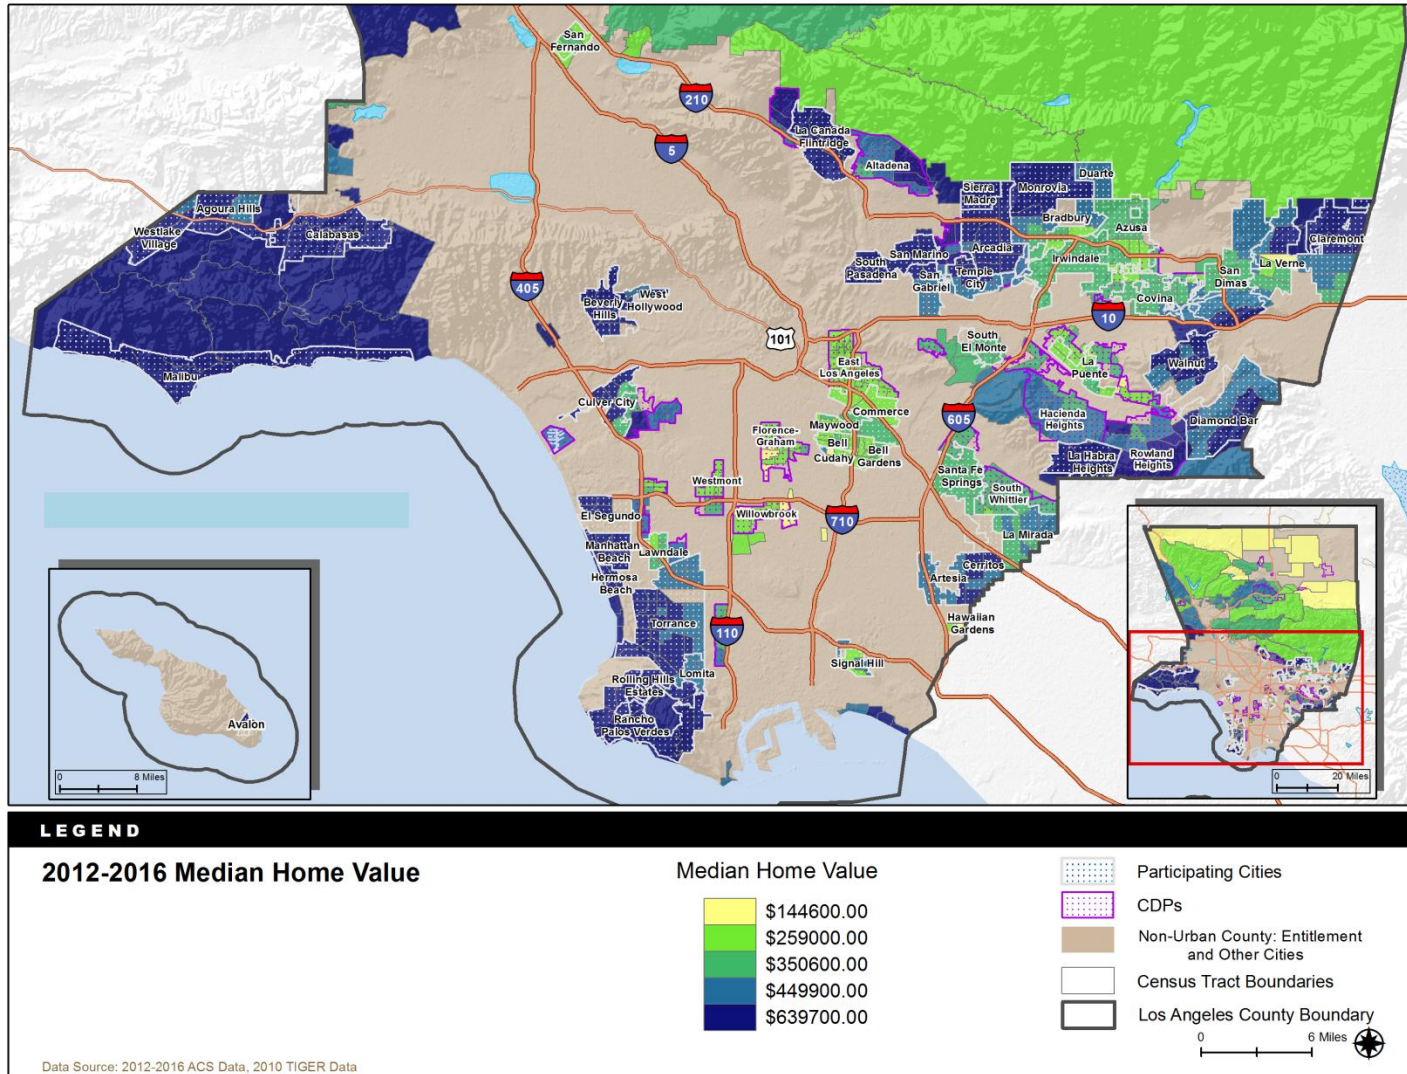 San
Fernando
210
5
La Canada
Flintridge
Altadena
Sierra
Madre
Monrovia
Duarte
Bradbury
Azusa
Agoura Hills
Westlake
Village
Calabasas
San Marino
Arcadia
Irwindale
La Verne
Claremont
South
Pasadena
San
Gabriel
Temple
City
San
Dimas
Covina
405
Beverly
Hills
West
Hollywood
10
101
South
El Monte
East
Los Angeles
La
Puente
Walnut
Malibu
Culver City
Commerce
605
Hacienda
Heights
Diamond Bar
Maywood
Florence-
Graham
Bell
Cudahy
Bell
Gardens
La Habra
Heights
Rowland
Heights
Santa Fe
Springs
South
Whittier
Westmont
El Segundo
Willowbrook
710
La Mirada
Manhattan
Beach
Lawndale
Hermosa
Beach
Artesia
Cerritos
Hawaiian
Gardens
Torrance
110
Signal Hill
Lomita
Rolling Hills
Estates
Rancho
Palos Verdes
Avalon
0 8 Miles
0 20 Miles
LEGEND
2012-2016 Median Home Value
Median Home Value
$144600.00
$259000.00
$350600.00
$449900.00
$639700.00
Participating Cities
CDPs
Non-Urban County: Entitlement
and Other Cities
Census Tract Boundaries
Los Angeles County Boundary
0 6 Miles
Data Source: 2012-2016 ACS Data, 2010 TIGER Data